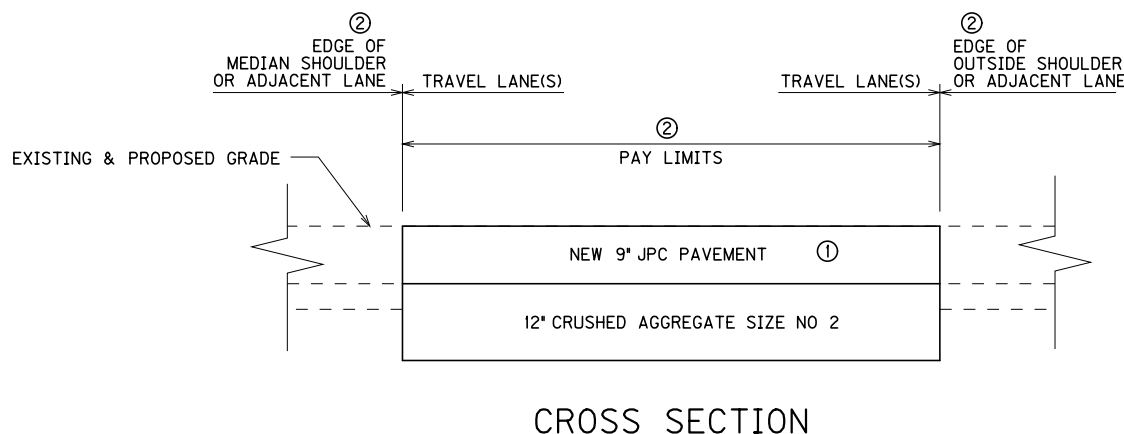 ②
EDGE OF
MEDIAN SHOULDER
OR ADJACENT LANE
TRAVEL LANE(S)
TRAVEL LANE(S)
②
EDGE OF
OUTSIDE SHOULDER
OR ADJACENT LANE
②
PAY LIMITS
EXISTING & PROPOSED GRADE
NEW 9" JPC PAVEMENT ①
12" CRUSHED AGGREGATE SIZE NO 2
CROSS SECTION